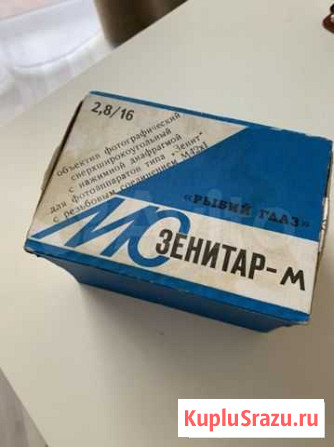 2,8/16
объектив фотографический
сверхширокоугольный
с нажимной диафрагмой
для фотоаппаратов типа "Зенит"
с резьбовым соединением М42х1
«РЫБИЙ ГЛАЗ»
МС ЗЕНИТАР-М
Avito
KupluSrazu.ru